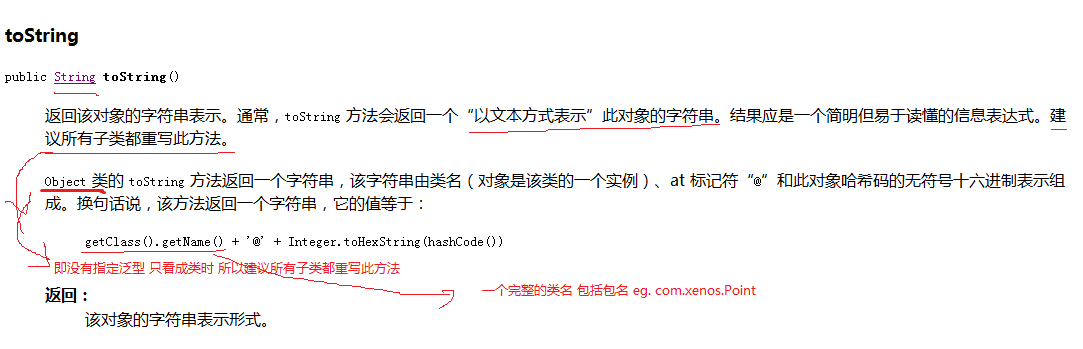 toString
public String toString()
返回该对象的字符串表示。通常，toString 方法会返回一个“以文本方式表示”此对象的字符串。结果应是一个简明但易于读懂的信息表达式。建
议所有子类都重写此方法。
Object 类的 toString 方法返回一个字符串，该字符串由类名（对象是该类的一个实例）、at 标记符“@”和此对象哈希码的无符号十六进制表示组
成。换句话说，该方法返回一个字符串，它的值等于：
getClass().getName() + '@' + Integer.toHexString(hashCode())
即没有指定泛型 只看成类时 所以建议所有子类都重写此方法
一个完整的类名 包括包名 eg. com.xenos.Point
返回：
该对象的字符串表示形式。